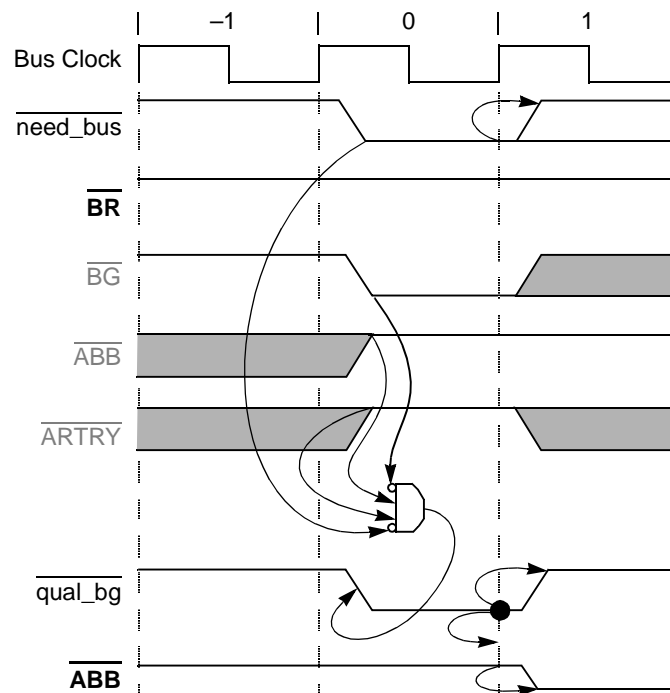 –1 0 1
Bus Clock
need_bus
BR
BG
ABB
ARTRY
qual_bg
ABB